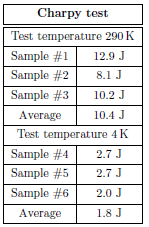 Charpy test
Test temperature 290 K
Sample #1 12.9 J
Sample #2 8.1 J
Sample #3 10.2 J
Average 10.4 J
Test temperature 4 K
Sample #4 2.7 J
Sample #5 2.7 J
Sample #6 2.0 J
Average 1.8 J